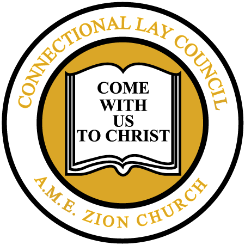 CONNECTIONAL LAY COUNCIL
COME
WITH
US
TO CHRIST
A.M.E. ZION CHURCH